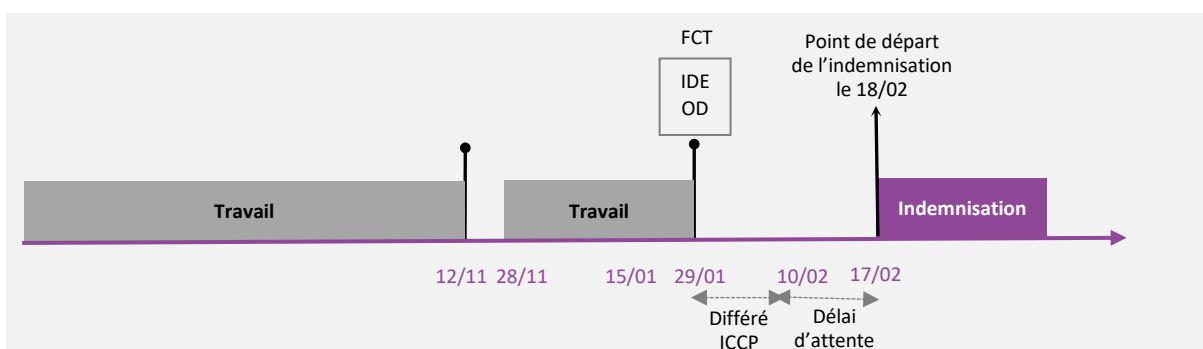 FCT
IDE
OD
Point de départ
de l’indemnisation
le 18/02
Travail
Travail
Indemnisation
12/11 28/11 15/01 29/01 10/02 17/02
Différé
ICCP
Délai
d’attente